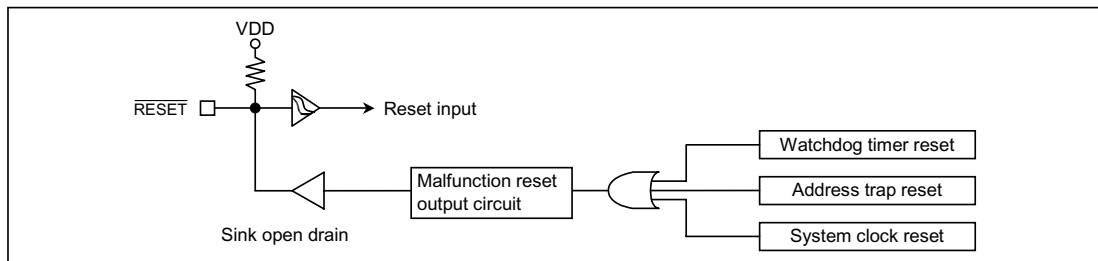 VDD
RESET
Reset input
Watchdog timer reset
Malfunction reset
output circuit
Address trap reset
Sink open drain
System clock reset